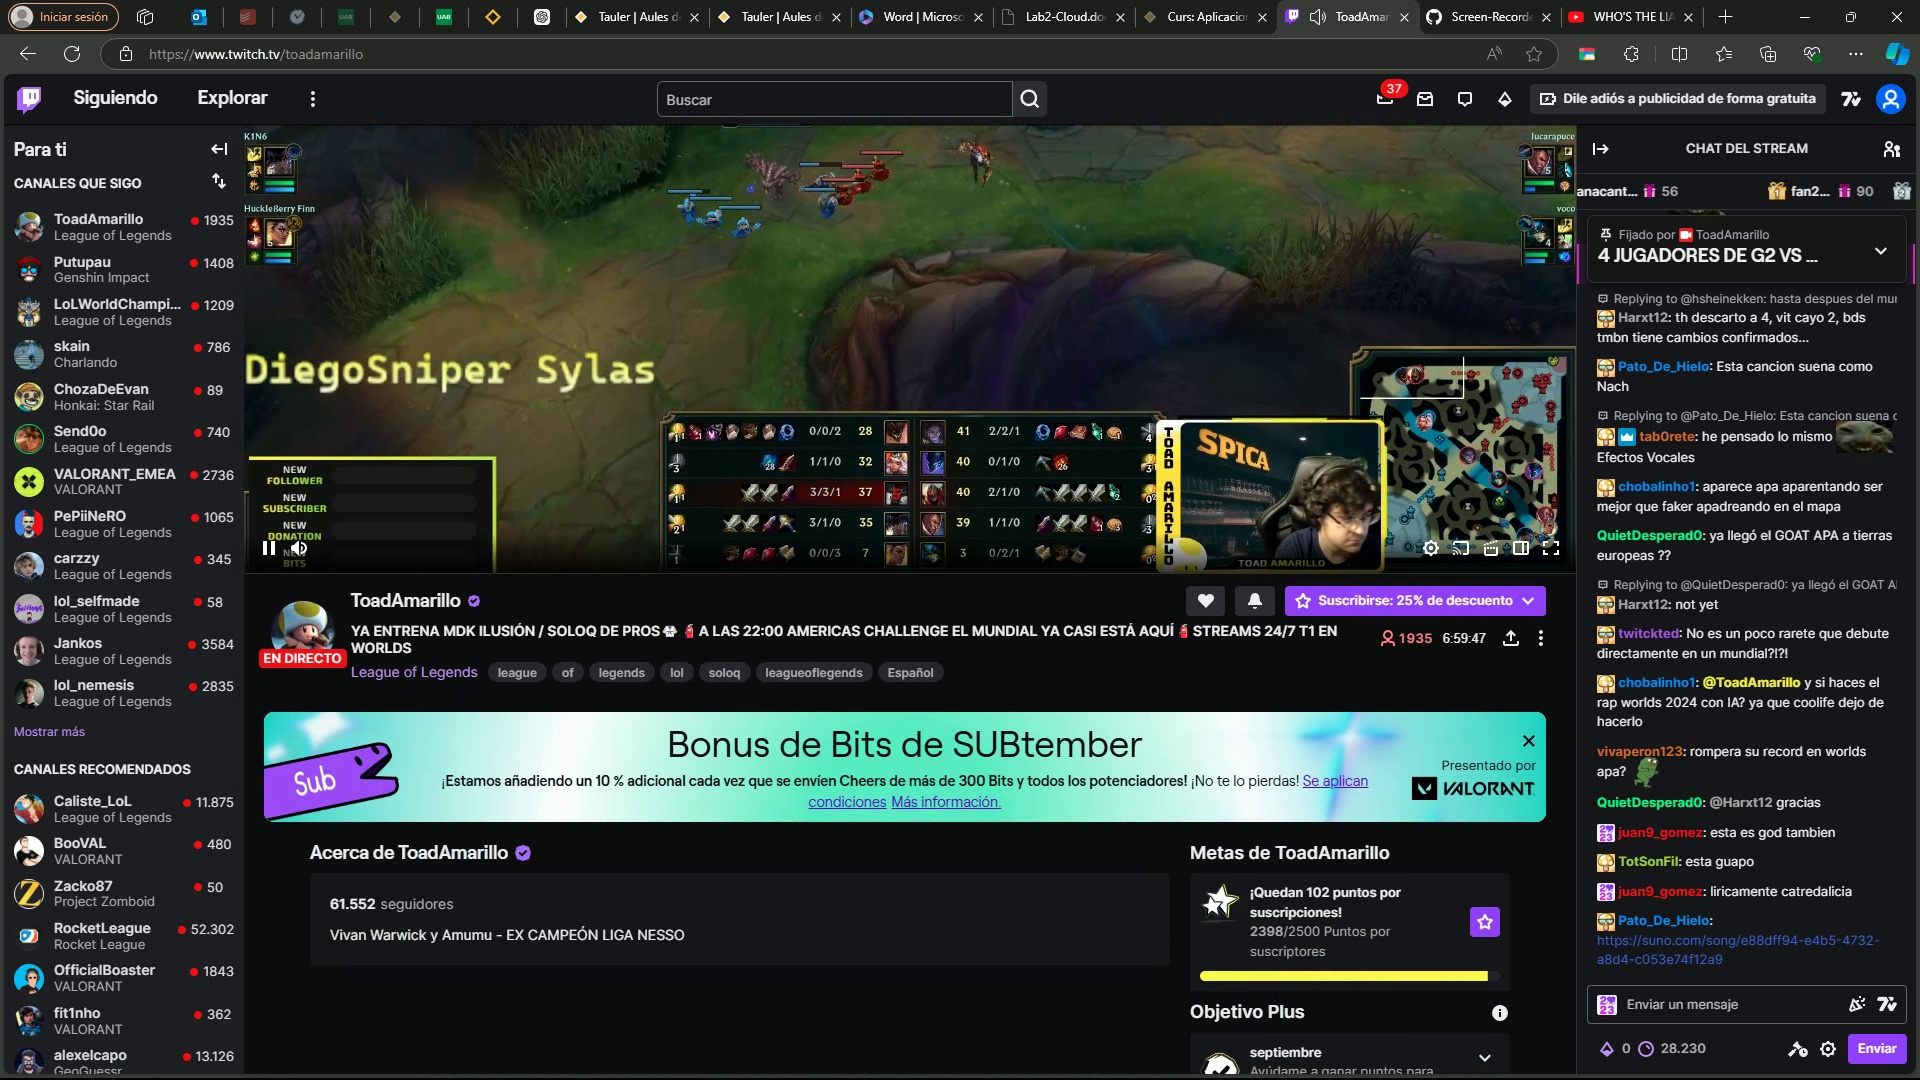 Iniciar sesión
Tauler | Aules d
Tauler | Aules d
Word | Microso
Lab2-Cloud.do
Curs: Aplicacio
ToadAmar
Screen-Recorde
WHO'S THE LIA
https://www.twitch.tv/toadamarillo
Siguiendo
Explorar
Buscar
37
Dile adiós a publicidad de forma gratuita
Para ti
CANALES QUE SIGO
ToadAmarillo
1935
League of Legends
Putupau
1408
Genshin Impact
LoLWorldChampi...
1209
League of Legends
skain
786
Charlando
ChozaDeEvan
89
Honkai: Star Rail
Send0o
740
League of Legends
VALORANT_EMEA
2736
VALORANT
PePiiNeRO
1065
League of Legends
carzzy
345
League of Legends
lol_selfmade
58
League of Legends
Jankos
3584
League of Legends
lol_nemesis
2835
League of Legends
Mostrar más
CANALES RECOMENDADOS
Caliste_LoL
11.875
League of Legends
BooVAL
480
VALORANT
Zacko87
50
Project Zomboid
RocketLeague
52.302
Rocket League
OfficialBoaster
1843
VALORANT
fit1nho
362
VALORANT
alexelcapo
13.126
GeoGuessr
K1N6
HuckleBerry Finn
lucarapuce
voco
DiegoSniper Sylas
NEW FOLLOWER
NEW SUBSCRIBER
NEW DONATION
NEW BITS
0/0/2 28 41 2/2/1
1/1/0 32 40 0/1/0
3/3/1 37 40 2/1/0
3/1/0 35 39 1/1/0
0/0/3 7 3 0/2/1
TOAD AMARILLO
SPICA
TOAD AMARILLO
ToadAmarillo
Suscribirse: 25% de descuento
YA ENTRENA MDK ILUSIÓN / SOLOQ DE PROS A LAS 22:00 AMERICAS CHALLENGE EL MUNDIAL YA CASI ESTÁ AQUÍ STREAMS 24/7 T1 EN
WORLDS
1935 6:59:47
EN DIRECTO
League of Legends league of legends lol soloq leagueoflegends Español
Bonus de Bits de SUBtember
Sub
¡Estamos añadiendo un 10 % adicional cada vez que se envíen Cheers de más de 300 Bits y todos los potenciadores! ¡No te lo pierdas! Se aplican
condiciones Más información.
Presentado por
VALORANT
Acerca de ToadAmarillo
61.552 seguidores
Vivan Warwick y Amumu - EX CAMPEÓN LIGA NESSO
Metas de ToadAmarillo
¡Quedan 102 puntos por
suscripciones!
2398/2500 Puntos por
suscriptores
Objetivo Plus
septiembre
Ayúdame a ganar puntos para
CHAT DEL STREAM
anacant... 56 fan2... 90
Fijado por ToadAmarillo
4 JUGADORES DE G2 VS ...
Replying to @hsheinekken: hasta despues del mun
Harxt12: th descarto a 4, vit cayo 2, bds
tmbn tiene cambios confirmados...
Pato_De_Hielo: Esta cancion suena como
Nach
Replying to @Pato_De_Hielo: Esta cancion suena c
tab0rete: he pensado lo mismo
Efectos Vocales
chobalinho1: aparece apa aparentando ser
mejor que faker apadreando en el mapa
QuietDesperad0: ya llegó el GOAT APA a tierras
europeas ??
Replying to @QuietDesperad0: ya llegó el GOAT AI
Harxt12: not yet
twitckted: No es un poco rarete que debute
directamente en un mundial?!?!
chobalinho1: @ToadAmarillo y si haces el
rap worlds 2024 con IA? ya que coolife dejo de
hacerlo
vivaperon123: rompera su record en worlds
apa?
QuietDesperad0: @Harxt12 gracias
juan9_gomez: esta es god tambien
TotSonFil: esta guapo
juan9_gomez: liricamente catredalicia
Pato_De_Hielo:
https://suno.com/song/e88dff94-e4b5-4732-
a8d4-c053e74f12a9
Enviar un mensaje
0 28.230
Enviar